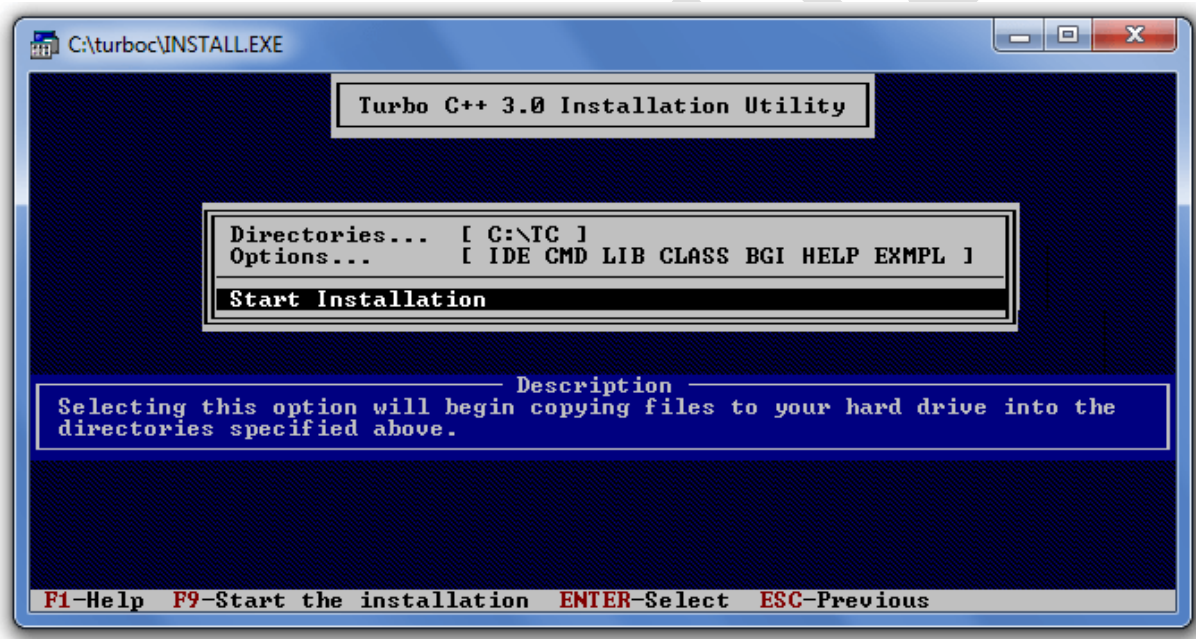 C:\turboc\INSTALL.EXE
Turbo C++ 3.0 Installation Utility
Directories... [ C:\TC ]
Options... [ IDE CMD LIB CLASS BGI HELP EXMPL ]
Start Installation
Description
Selecting this option will begin copying files to your hard drive into the
directories specified above.
F1-Help F9-Start the installation ENTER-Select ESC-Previous